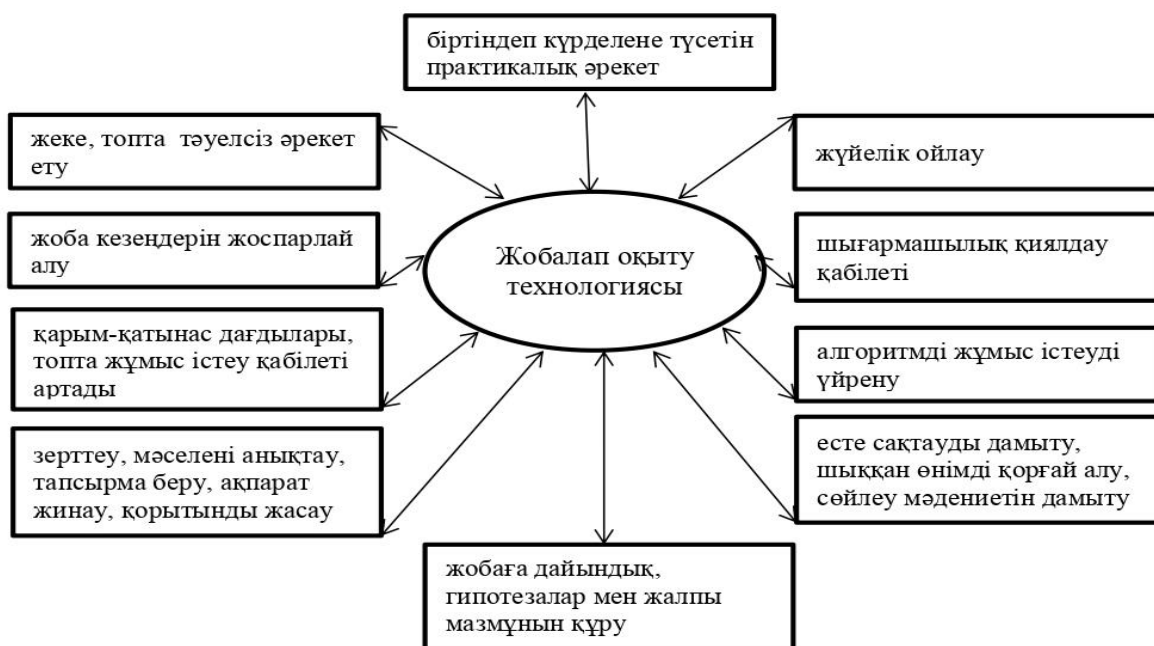 біртіндеп күрделене түсетін
практикалық әрекет
жеке, топта тәуелсіз әрекет
ету
жүйелік ойлау
жоба кезеңдерін жоспарлай
алу
Жобалап оқыту
технологиясы
шығармашылық қиялдау
қабілеті
қарым-қатынас дағдылары,
топта жұмыс істеу қабілеті
артады
алгоритмді жұмыс істеуді
үйрену
зерттеу, мәселені анықтау,
тапсырма беру, ақпарат
жинау, қорытынды жасау
есте сақтауды дамыту,
шыққан өнімді қорғай алу,
сөйлеу мәдениетін дамыту
жобаға дайындық,
гипотезалар мен жалпы
мазмұнын құру